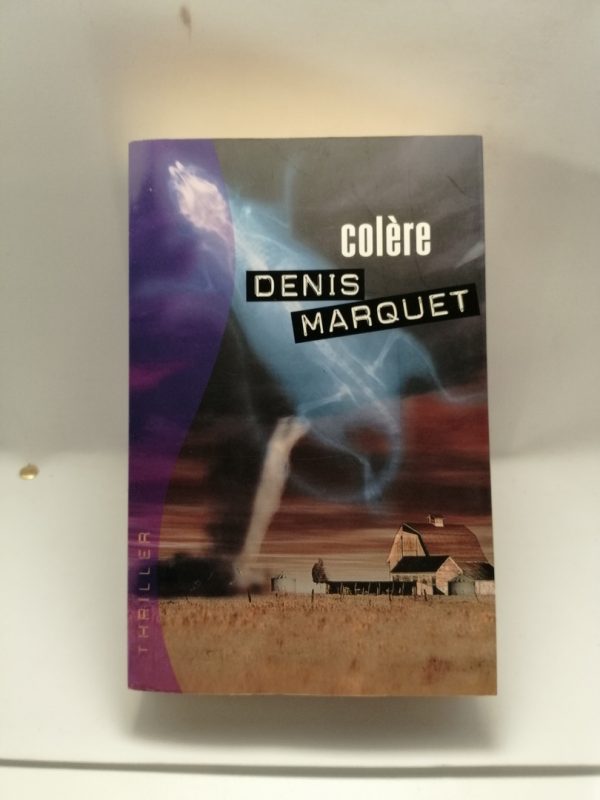 colère
DENIS
MARQUET
THRILLER